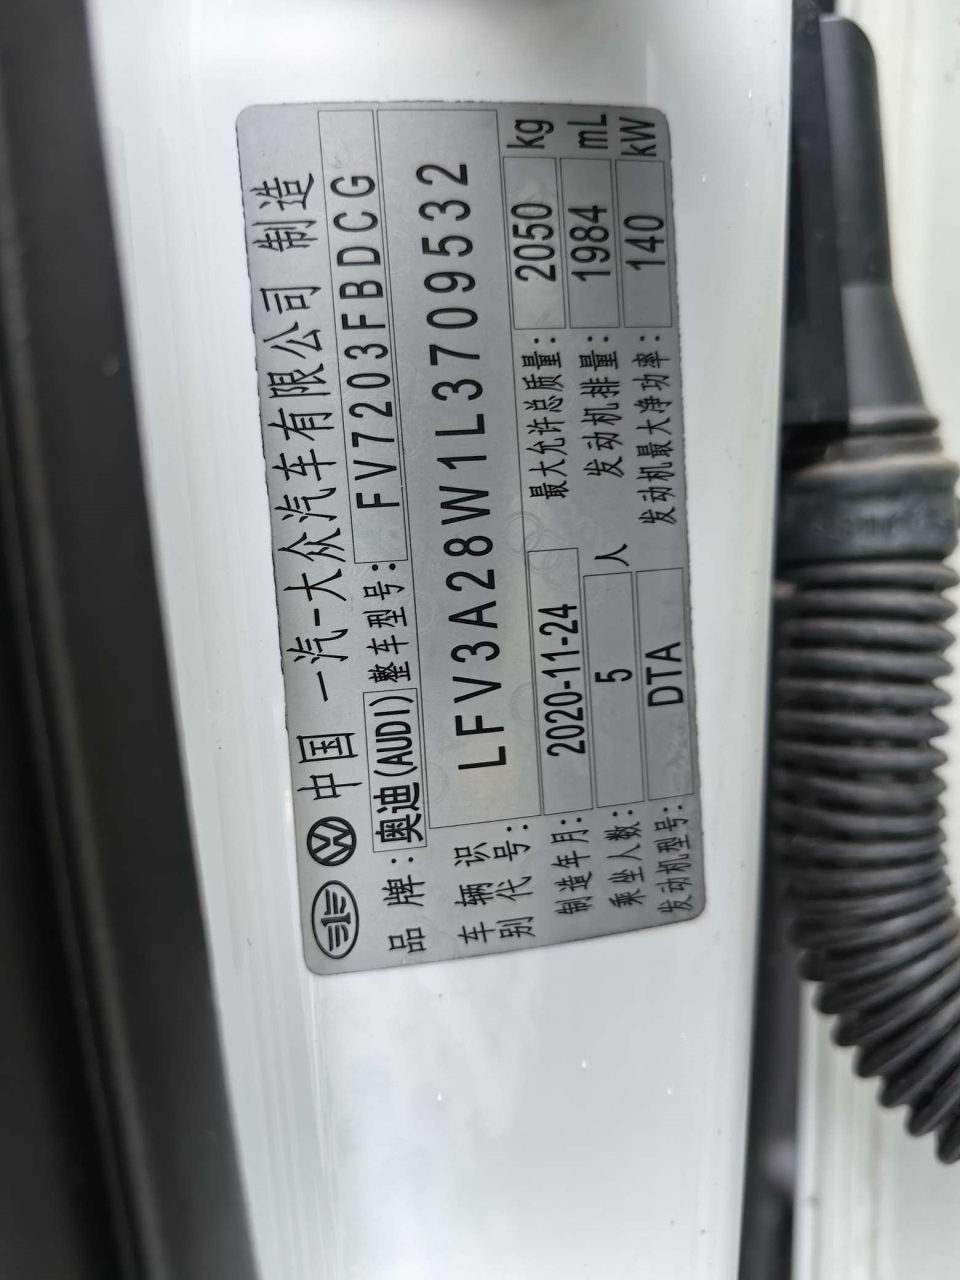 中国 一汽-大众汽车有限公司 制造
品牌: 奥迪(AUDI) 整车型号: FV7203FBDCG
车辆识别代号: LFV3A28W1L3709532
制造年月: 2020-11-24 最大允许总质量: 2050 kg
乘坐人数: 5 人 发动机排量: 1984 mL
发动机型号: DTA 发动机最大净功率: 140 kW